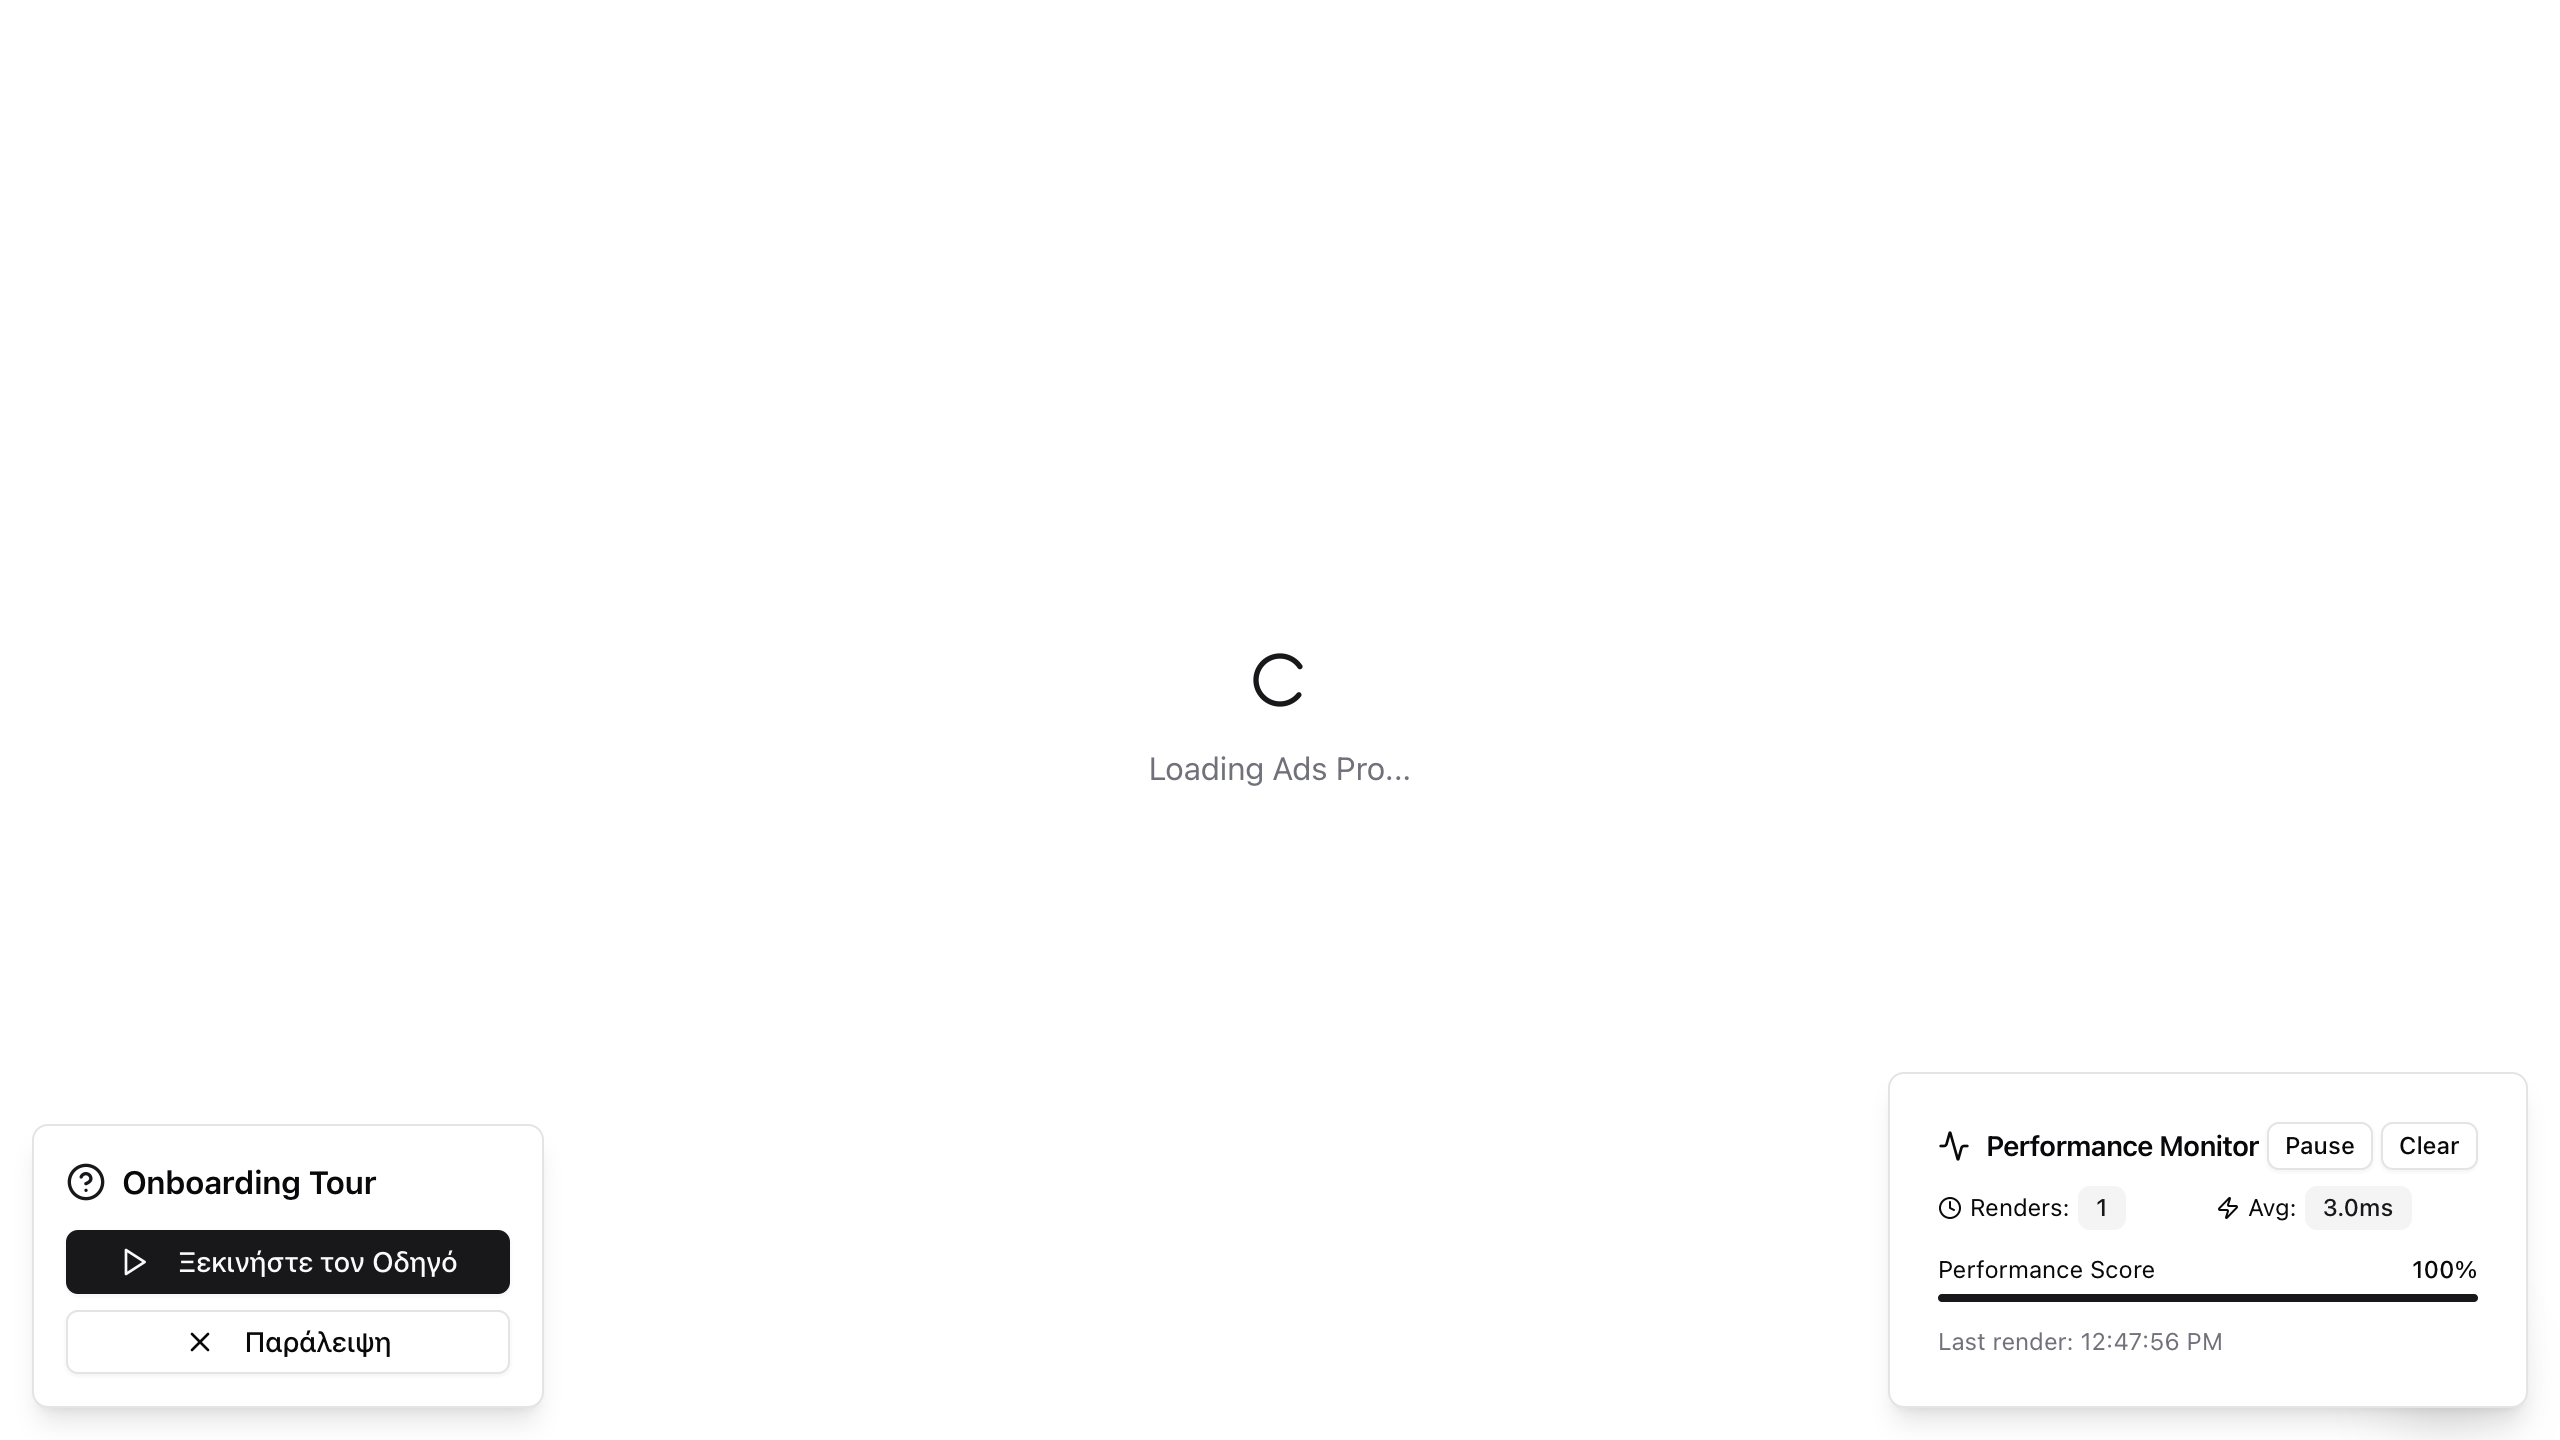 Loading Ads Pro...
Onboarding Tour
Ξεκινήστε τον Οδηγό
Παράλειψη
Performance Monitor Pause Clear
Renders: 1 Avg: 3.0ms
Performance Score 100%
Last render: 12:47:56 PM